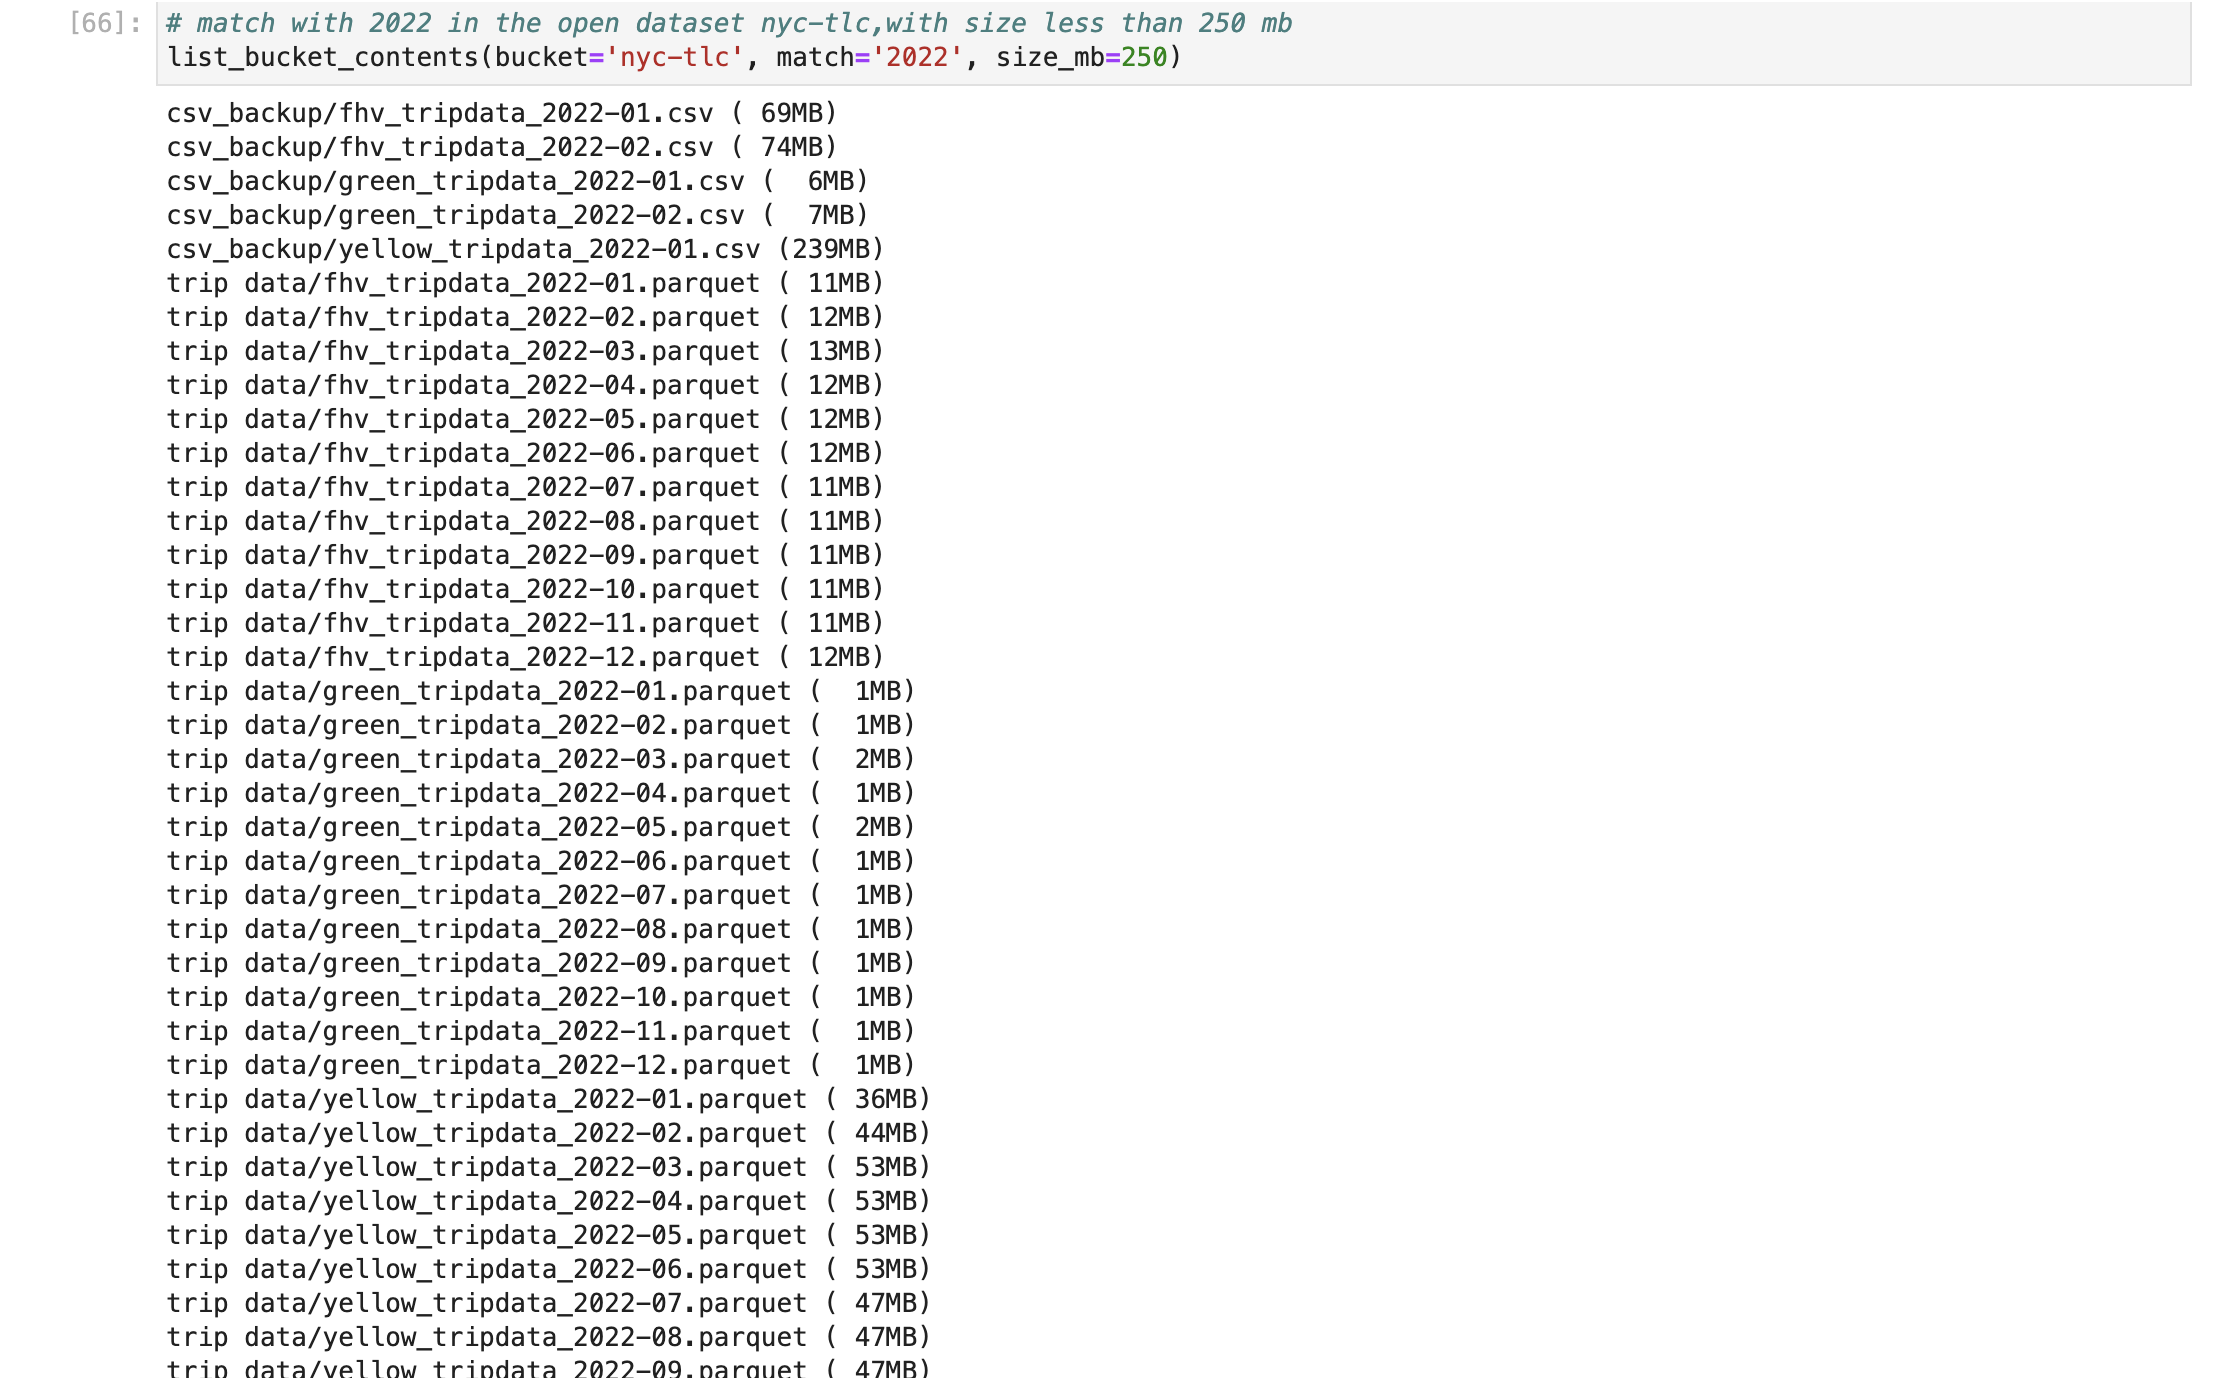 [66]: # match with 2022 in the open dataset nyc-tlc,with size less than 250 mb
list_bucket_contents(bucket='nyc-tlc', match='2022', size_mb=250)
csv_backup/fhv_tripdata_2022-01.csv ( 69MB)
csv_backup/fhv_tripdata_2022-02.csv ( 74MB)
csv_backup/green_tripdata_2022-01.csv (  6MB)
csv_backup/green_tripdata_2022-02.csv (  7MB)
csv_backup/yellow_tripdata_2022-01.csv (239MB)
trip data/fhv_tripdata_2022-01.parquet ( 11MB)
trip data/fhv_tripdata_2022-02.parquet ( 12MB)
trip data/fhv_tripdata_2022-03.parquet ( 13MB)
trip data/fhv_tripdata_2022-04.parquet ( 12MB)
trip data/fhv_tripdata_2022-05.parquet ( 12MB)
trip data/fhv_tripdata_2022-06.parquet ( 12MB)
trip data/fhv_tripdata_2022-07.parquet ( 11MB)
trip data/fhv_tripdata_2022-08.parquet ( 11MB)
trip data/fhv_tripdata_2022-09.parquet ( 11MB)
trip data/fhv_tripdata_2022-10.parquet ( 11MB)
trip data/fhv_tripdata_2022-11.parquet ( 11MB)
trip data/fhv_tripdata_2022-12.parquet ( 12MB)
trip data/green_tripdata_2022-01.parquet (  1MB)
trip data/green_tripdata_2022-02.parquet (  1MB)
trip data/green_tripdata_2022-03.parquet (  2MB)
trip data/green_tripdata_2022-04.parquet (  1MB)
trip data/green_tripdata_2022-05.parquet (  2MB)
trip data/green_tripdata_2022-06.parquet (  1MB)
trip data/green_tripdata_2022-07.parquet (  1MB)
trip data/green_tripdata_2022-08.parquet (  1MB)
trip data/green_tripdata_2022-09.parquet (  1MB)
trip data/green_tripdata_2022-10.parquet (  1MB)
trip data/green_tripdata_2022-11.parquet (  1MB)
trip data/green_tripdata_2022-12.parquet (  1MB)
trip data/yellow_tripdata_2022-01.parquet ( 36MB)
trip data/yellow_tripdata_2022-02.parquet ( 44MB)
trip data/yellow_tripdata_2022-03.parquet ( 53MB)
trip data/yellow_tripdata_2022-04.parquet ( 53MB)
trip data/yellow_tripdata_2022-05.parquet ( 53MB)
trip data/yellow_tripdata_2022-06.parquet ( 53MB)
trip data/yellow_tripdata_2022-07.parquet ( 47MB)
trip data/yellow_tripdata_2022-08.parquet ( 47MB)
trip data/yellow_tripdata_2022-09.parquet ( 47MB)